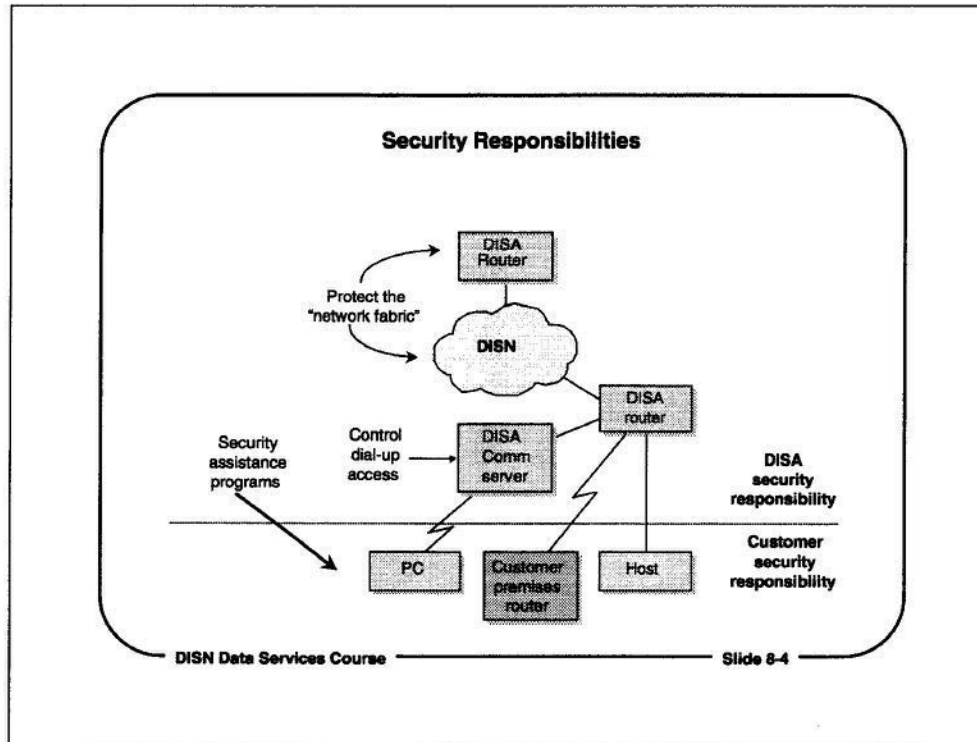 Security Responsibilities
DISA
Router
Protect the
"network fabric"
DISN
DISA
router
DISA
Comm
server
Control
dial-up
access
Security
assistance
programs
DISA
security
responsibility
Customer
security
responsibility
PC
Customer
premises
router
Host
DISN Data Services Course
Slide 8-4